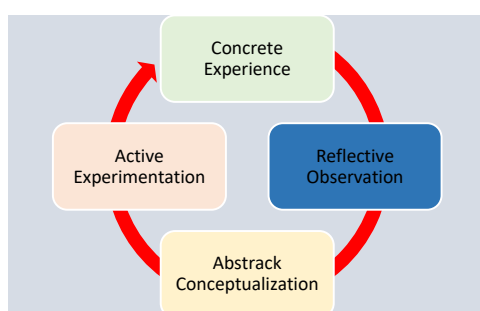 Concrete
Experience
Reflective
Observation
Abstrack
Conceptualization
Active
Experimentation